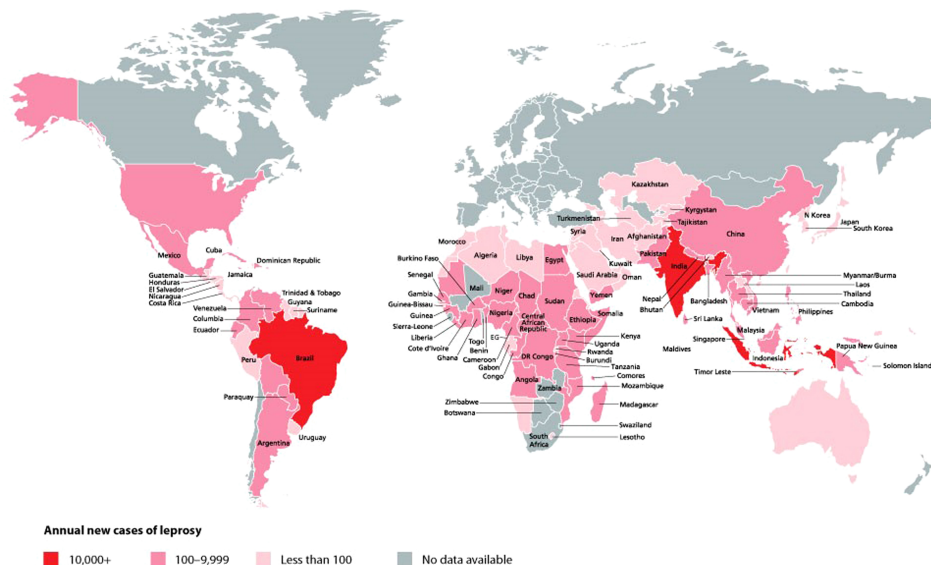 Kazakhstan
Kyrgystan
Turkmenistan
Tajikistan
N Korea
Japan
South Korea
Syria
Iran
Afghanistan
China
Morocco
Algeria
Libya
Egypt
Pakistan
Kuwait
Saudi Arabia
Oman
India
Mexico
Cuba
Dominican Republic
Jamaica
Guatemala
Honduras
El Salvador
Nicaragua
Costa Rica
Trinidad & Tobago
Guyana
Suriname
Venezuela
Columbia
Ecuador
Peru
Brazil
Paraquay
Uruguay
Argentina
Burkino Faso
Senegal
Gambia
Guinea-Bissau
Guinea
Sierra-Leone
Liberia
Cote d'Ivoire
Ghana
Togo
Benin
Cameroon
Gabon
Congo
EG
Mali
Niger
Chad
Sudan
Yemen
Nigeria
Central
African
Republic
Ethiopia
Somalia
Kenya
Uganda
Rwanda
Burundi
Tanzania
DR Congo
Comores
Mozambique
Angola
Zambia
Zimbabwe
Botswana
Madagascar
Swaziland
Lesotho
South
Africa
Nepal
Bhutan
Bangladesh
Sri Lanka
Maldives
Myanmar/Burma
Laos
Thailand
Cambodia
Vietnam
Philippines
Malaysia
Singapore
Indonesia
Papua New Guinea
Timor Leste
Solomon Island
Annual new cases of leprosy
10,000+
100–9,999
Less than 100
No data available